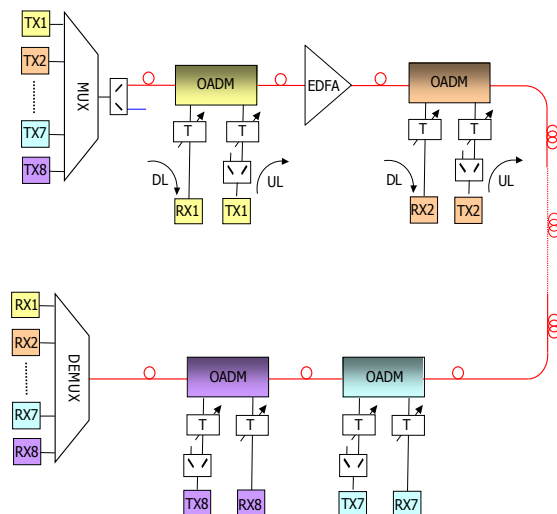 TX1
TX2
TX7
TX8
MUX
OADM
EDFA
OADM
T
T
T
T
DL
UL
DL
UL
RX1
TX1
RX2
TX2
RX1
RX2
RX7
RX8
DEMUX
OADM
OADM
T
T
T
T
TX8
RX8
TX7
RX7